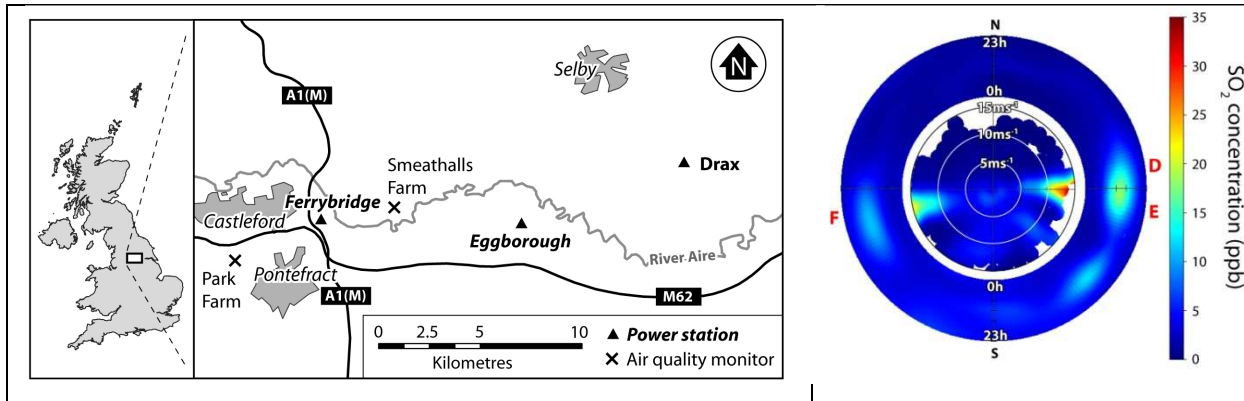 A1(M)
Selby
N
Smeathalls
Farm
Drax
Ferrybridge
Castleford
Eggborough
River Aire
Park
Farm
Pontefract
A1(M)
M62
0 2.5 5 10
Kilometres
Power station
Air quality monitor
N
23h
0h
15ms-1
10ms-1
5ms-1
D
E
F
0h
23h
S
35
30
25
20
15
10
5
0
SO2 concentration (ppb)